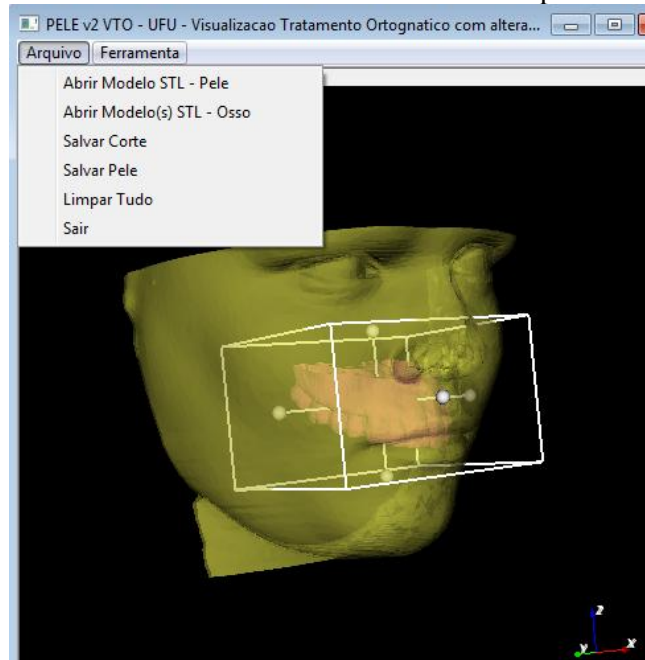 PELE v2 VTO - UFU - Visualizacao Tratamento Ortognatico com altera...
Arquivo Ferramenta
Abrir Modelo STL - Pele
Abrir Modelo(s) STL - Osso
Salvar Corte
Salvar Pele
Limpar Tudo
Sair
z
y x